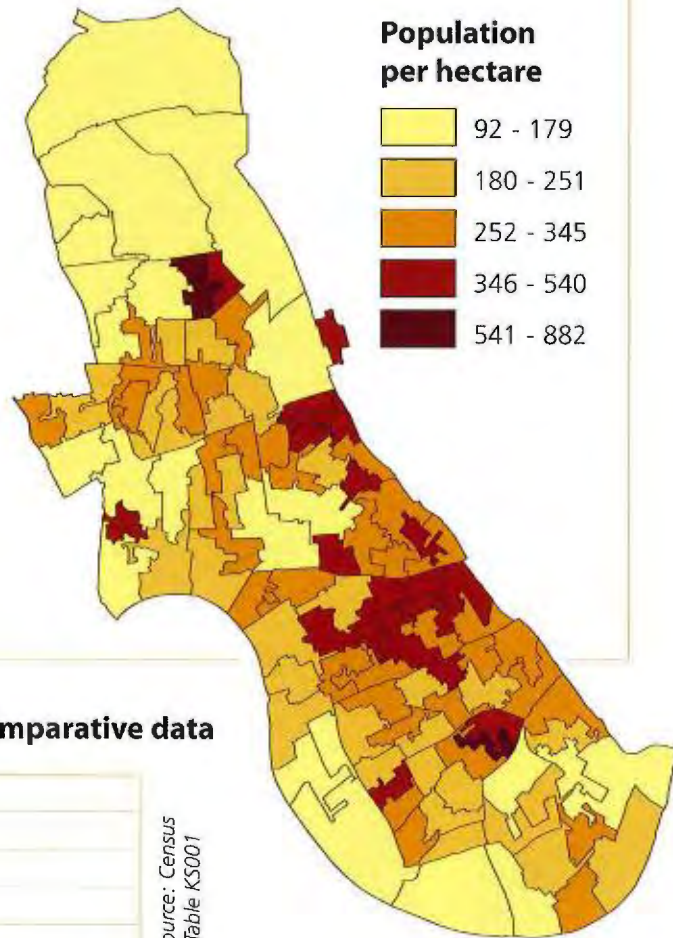 Population
per hectare
92 - 179
180 - 251
252 - 345
346 - 540
541 - 882
mparative data
ource: Census
Table KS001